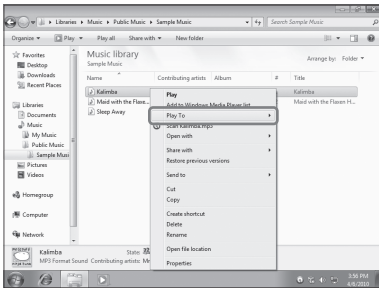 Libraries ▸ Music ▸ Public Music ▸ Sample Music
Search Sample Music
Organize Play Play all Share with New folder
Favorites
Desktop
Downloads
Recent Places
Libraries
Documents
Music
My Music
Public Music
Sample Musi
Pictures
Videos
Homegroup
Computer
Network
Music library
Sample Music
Arrange by: Folder
Name Contributing artists Album # Title
Kalimba Kalimba
Maid with the Flaxe... Maid with the Flaxen H...
Sleep Away
Play
Add to Windows Media Player list
Play To
Scan Kalimba.mp3
Open with
Share with
Restore previous versions
Send to
Cut
Copy
Create shortcut
Delete
Rename
Open file location
Properties
Kalimba State:
MP3 Format Sound Contributing artists: Mr
3:56 PM